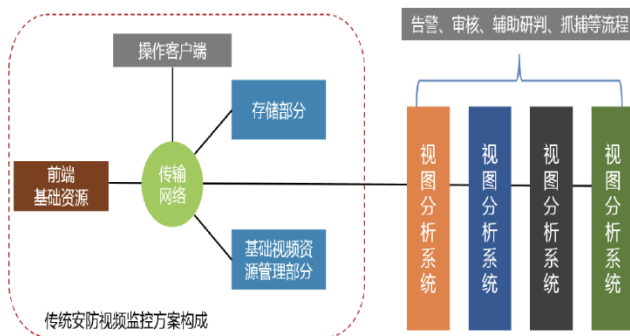 告警、审核、辅助研判、抓捕等流程
操作客户端
存储部分
前端
基础资源
传输
网络
基础视频资
源管理部分
传统安防视频监控方案构成
视图分析系统
视图分析系统
视图分析系统
视图分析系统